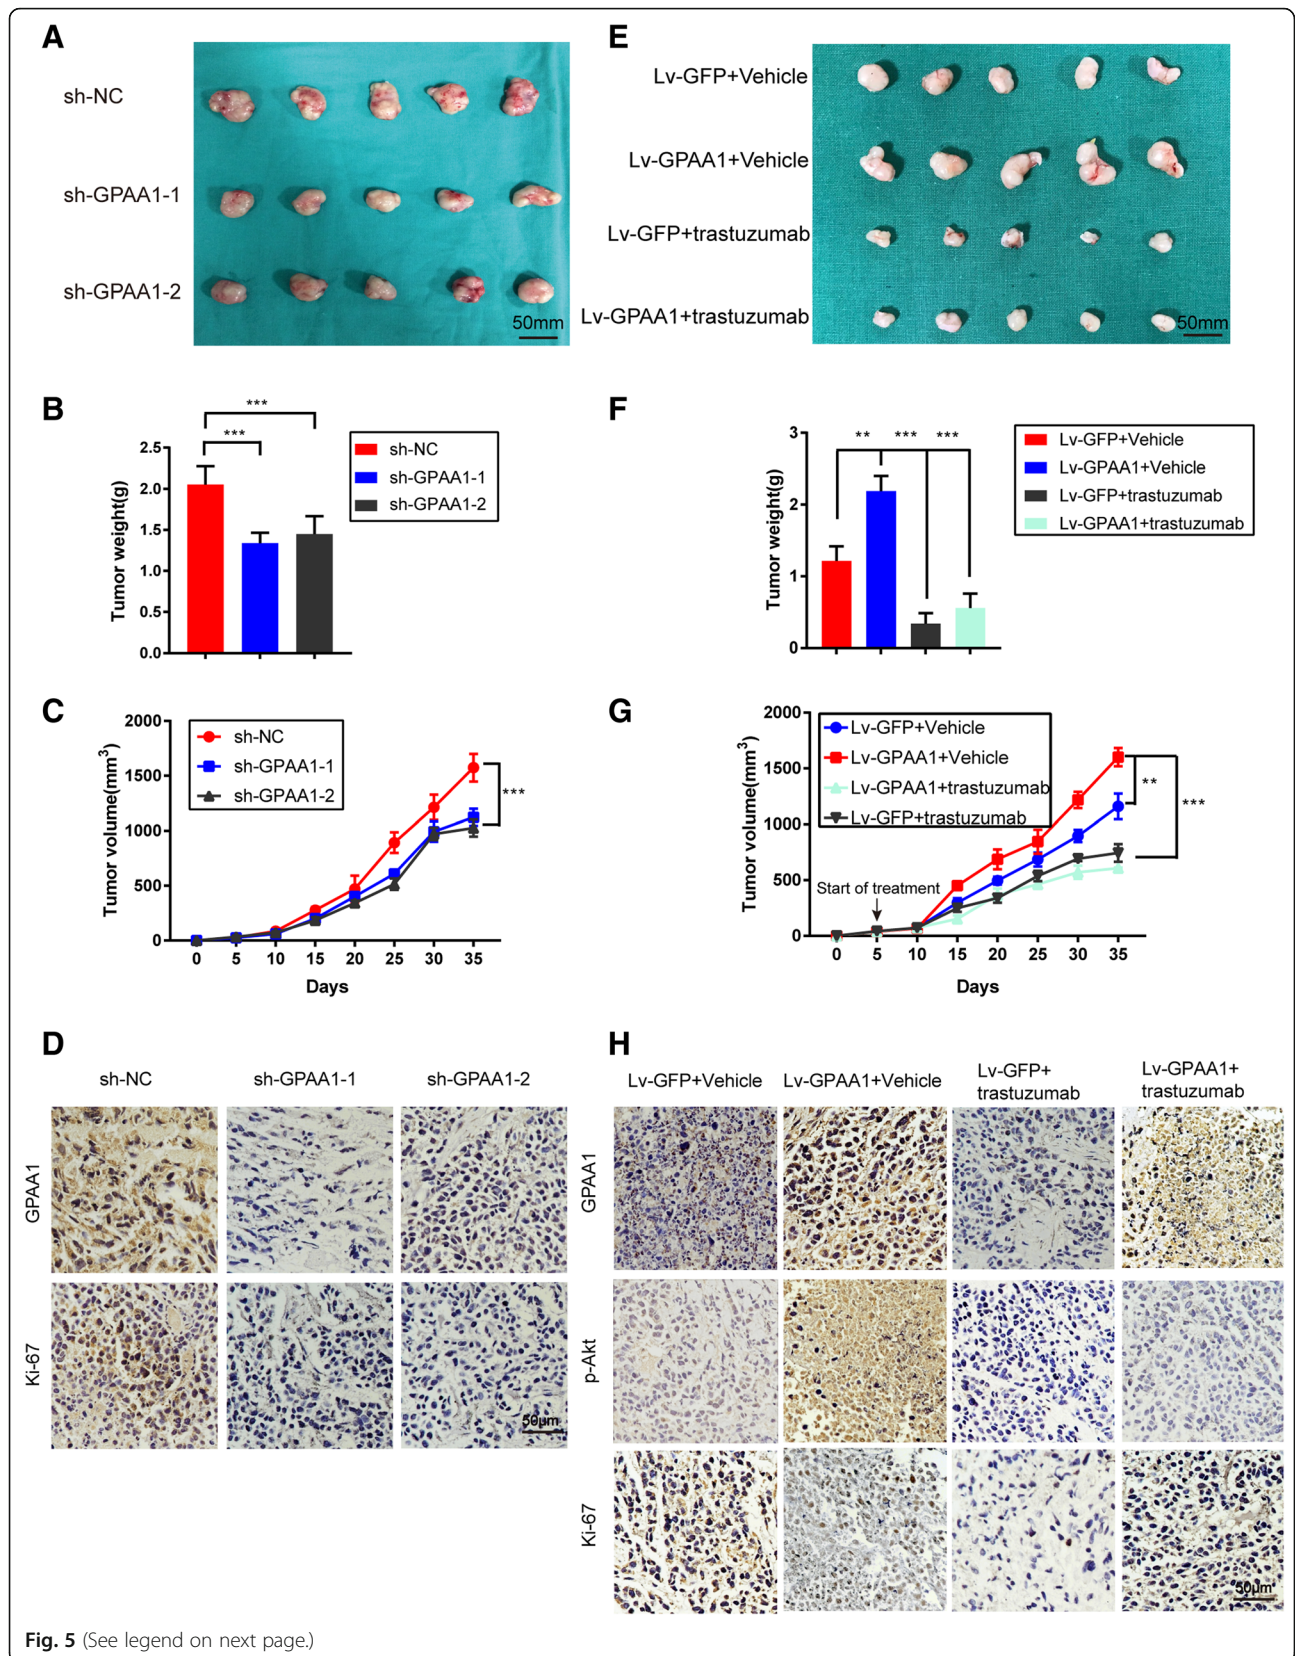 A
sh-NC
sh-GPAA1-1
sh-GPAA1-2
50mm
B
Tumor weight(g)
2.5
2.0
1.5
1.0
0.5
0.0
***
***
sh-NC
sh-GPAA1-1
sh-GPAA1-2
C
Tumor volume(mm³)
2000
1500
1000
500
0
sh-NC
sh-GPAA1-1
sh-GPAA1-2
***
0 5 10 15 20 25 30 35
Days
D
sh-NC sh-GPAA1-1 sh-GPAA1-2
GPAA1
Ki-67
50μm
E
Lv-GFP+Vehicle
Lv-GPAA1+Vehicle
Lv-GFP+trastuzumab
Lv-GPAA1+trastuzumab
50mm
F
Tumor weight(g)
3
2
1
0
** *** ***
Lv-GFP+Vehicle
Lv-GPAA1+Vehicle
Lv-GFP+trastuzumab
Lv-GPAA1+trastuzumab
G
Tumor volume(mm³)
2000
1500
1000
500
0
Lv-GFP+Vehicle
Lv-GPAA1+Vehicle
Lv-GPAA1+trastuzumab
Lv-GFP+trastuzumab
**
***
Start of treatment
0 5 10 15 20 25 30 35
Days
H
Lv-GFP+Vehicle Lv-GPAA1+Vehicle Lv-GFP+ Lv-GPAA1+
trastuzumab trastuzumab
GPAA1
p-Akt
Ki-67
50μm
Fig. 5 (See legend on next page.)